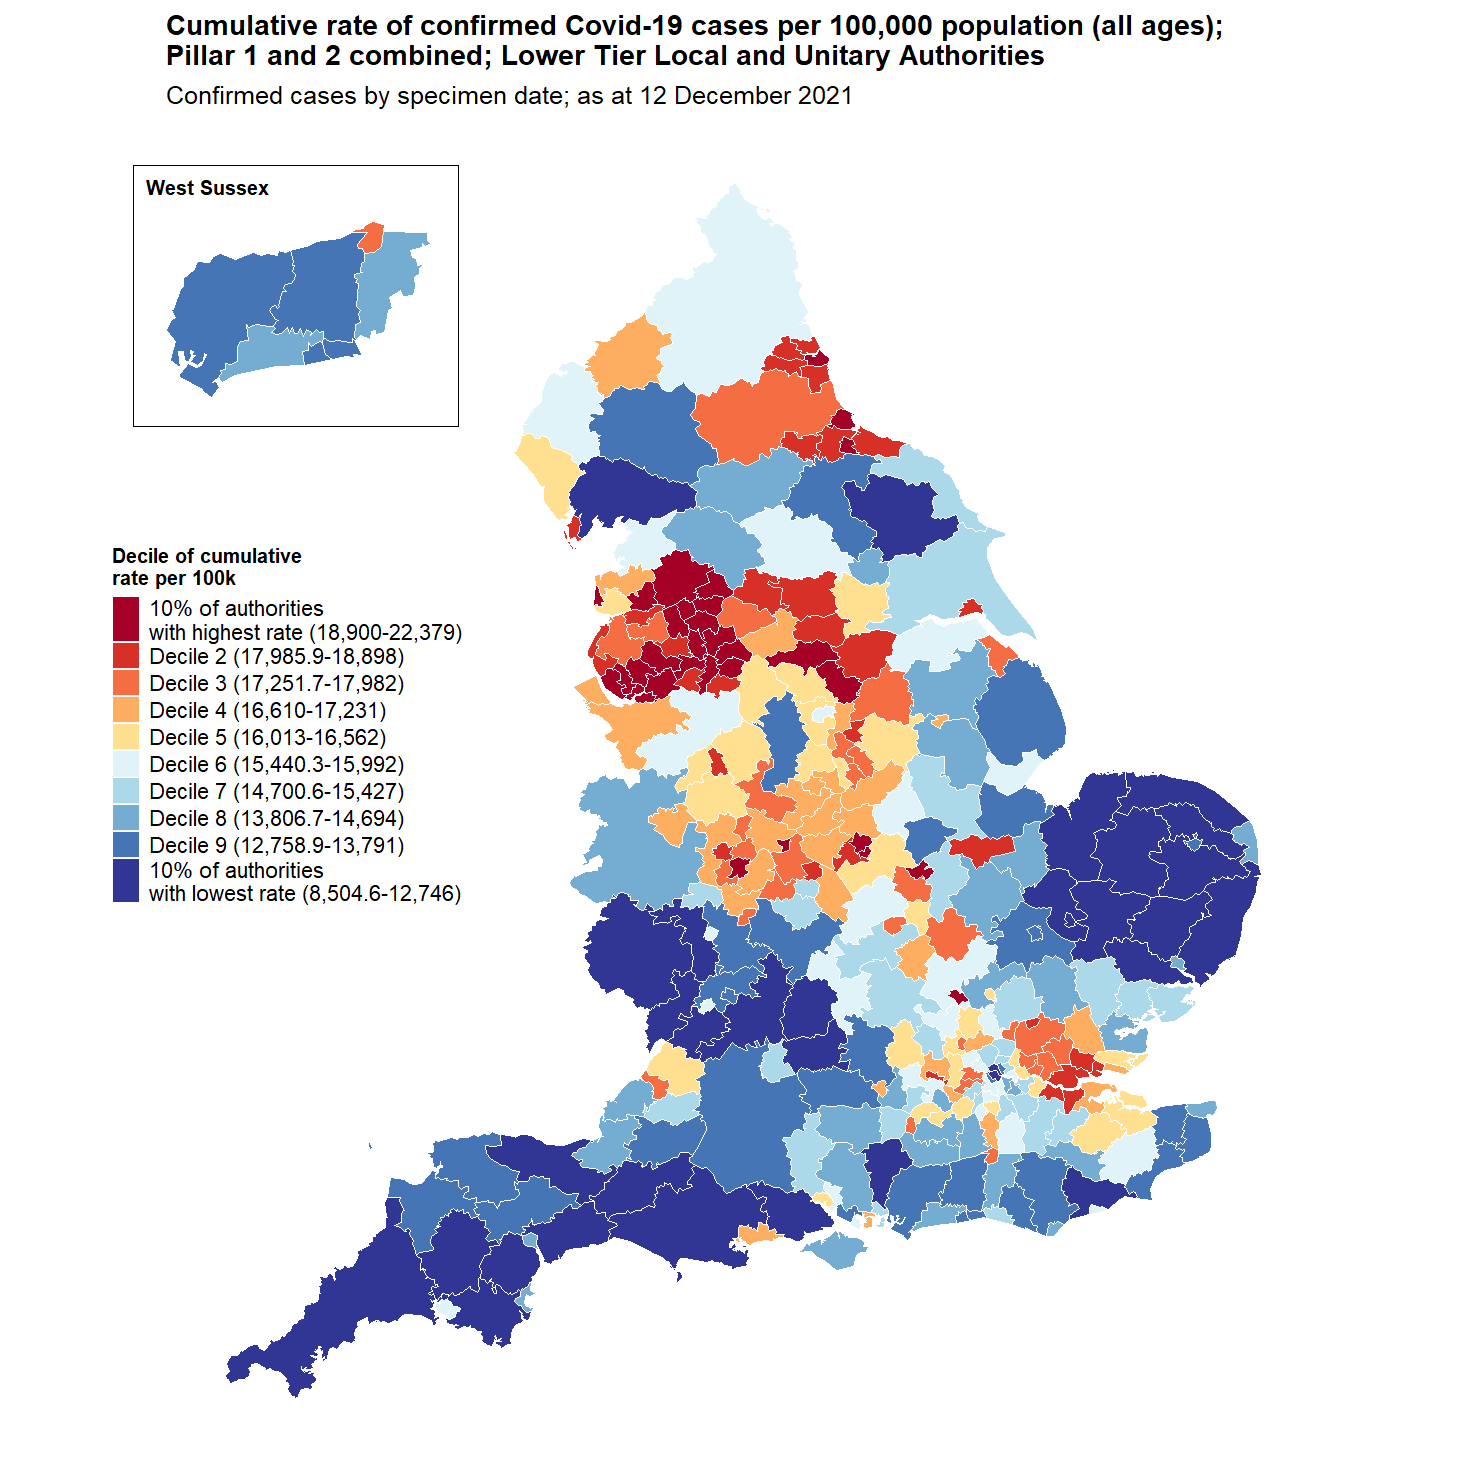 Cumulative rate of confirmed Covid-19 cases per 100,000 population (all ages);
Pillar 1 and 2 combined; Lower Tier Local and Unitary Authorities
Confirmed cases by specimen date; as at 12 December 2021
West Sussex
Decile of cumulative
rate per 100k
10% of authorities
with highest rate (18,900-22,379)
Decile 2 (17,985.9-18,898)
Decile 3 (17,251.7-17,982)
Decile 4 (16,610-17,231)
Decile 5 (16,013-16,562)
Decile 6 (15,440.3-15,992)
Decile 7 (14,700.6-15,427)
Decile 8 (13,806.7-14,694)
Decile 9 (12,758.9-13,791)
10% of authorities
with lowest rate (8,504.6-12,746)